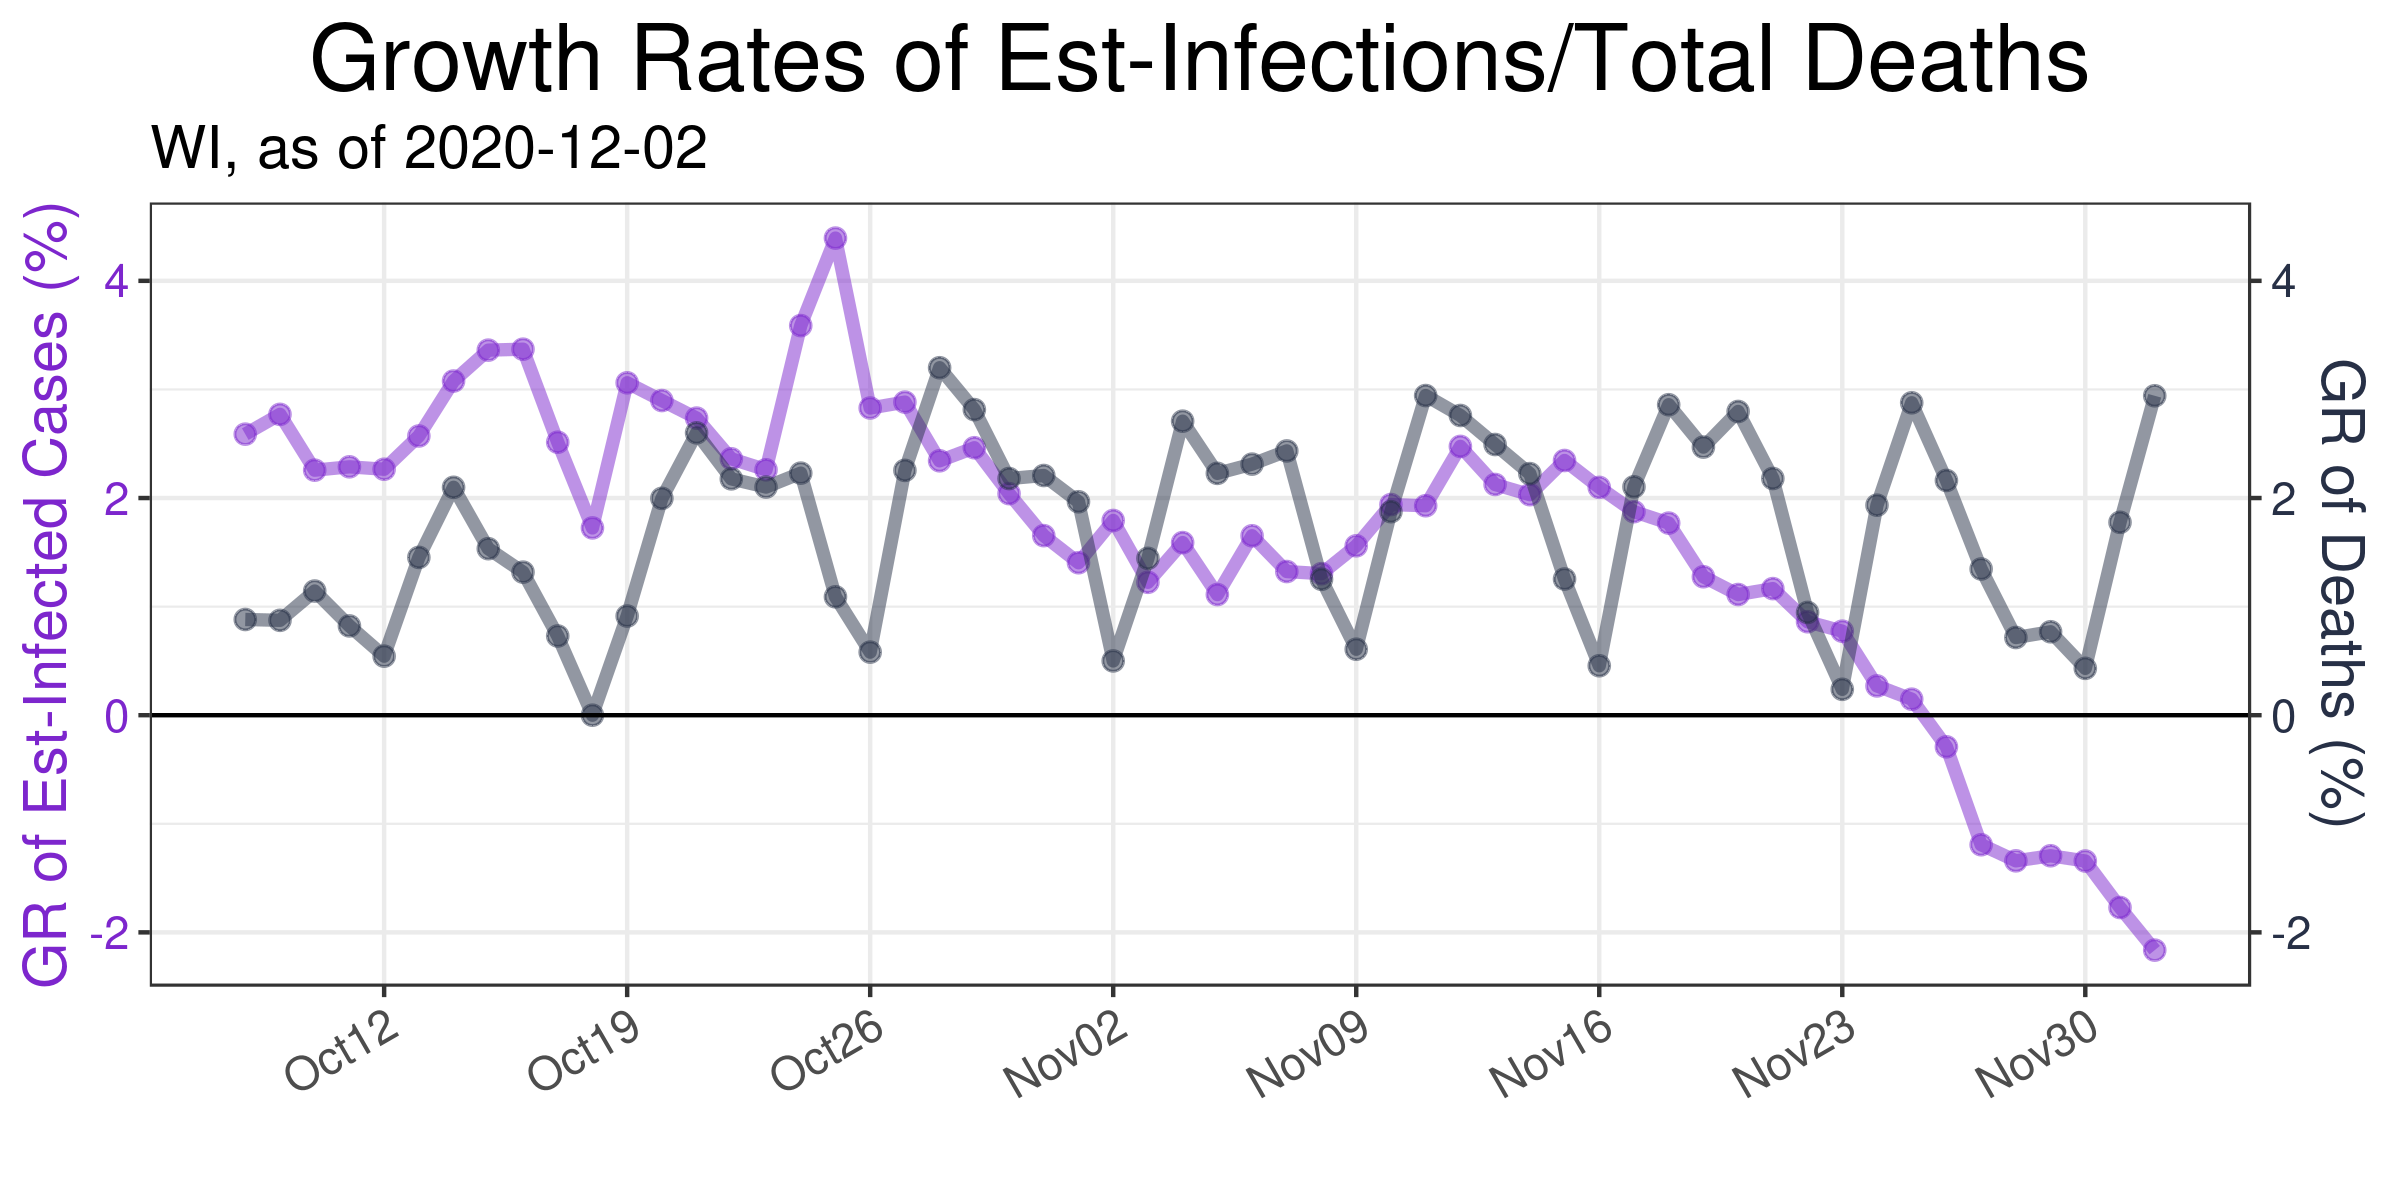 Growth Rates of Est-Infections/Total Deaths
WI, as of 2020-12-02
GR of Est-Infected Cases (%)
4
2
0
-2
4
2
0
-2
GR of Deaths (%)
Oct12
Oct19
Oct26
Nov02
Nov09
Nov16
Nov23
Nov30